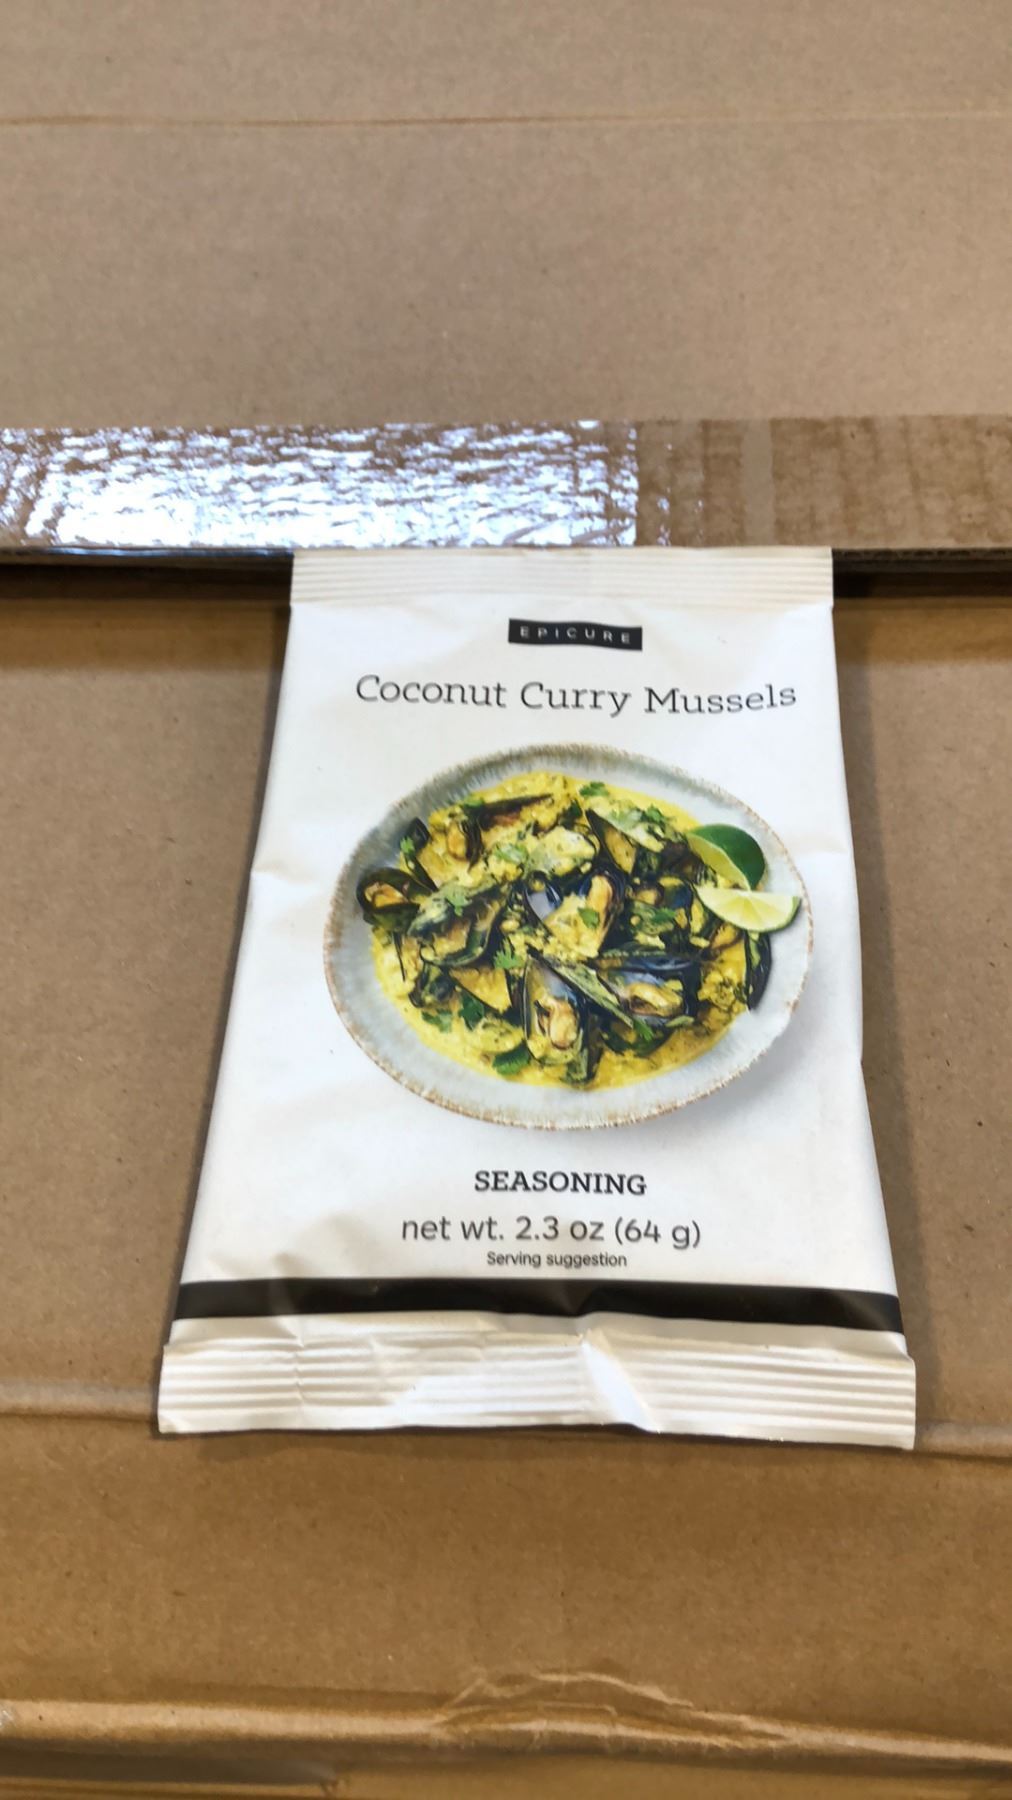 EPICURE
Coconut Curry Mussels
SEASONING
net wt. 2.3 oz (64 g)
Serving suggestion